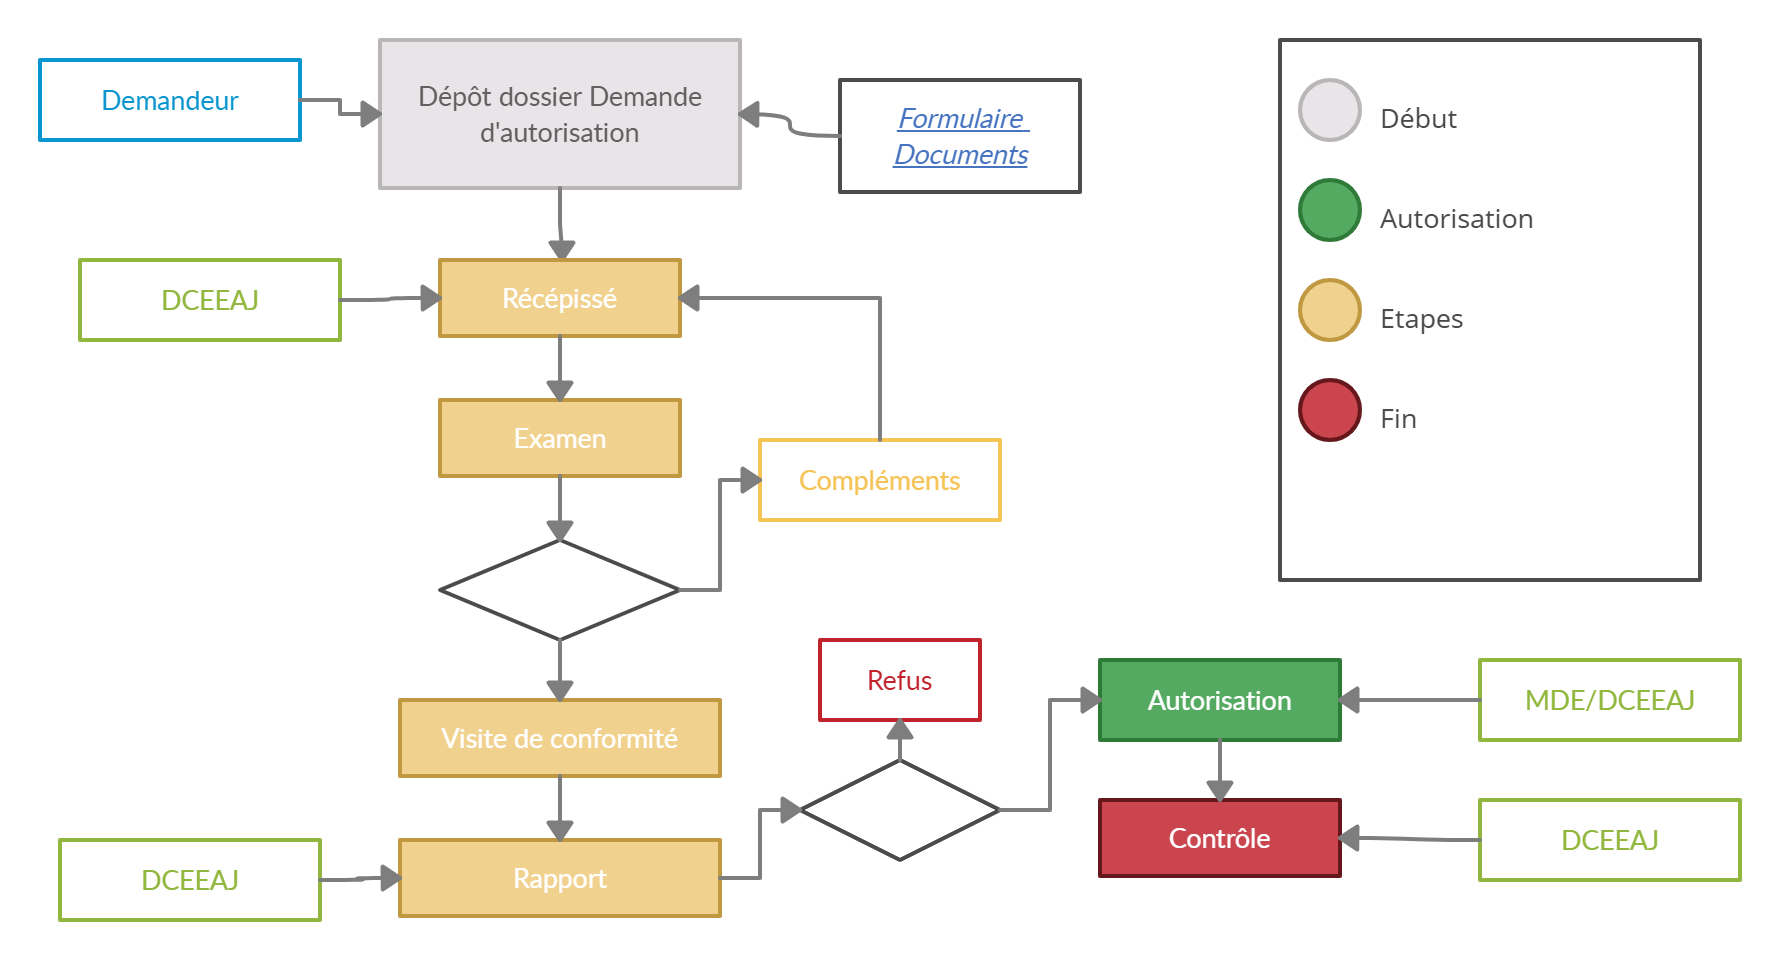 Demandeur
Dépôt dossier Demande
d'autorisation
Formulaire
Documents
Début
Autorisation
Etapes
Fin
DCEEAJ
Récépissé
Examen
Compléments
Visite de conformité
Refus
Autorisation
MDE/DCEEAJ
DCEEAJ
Rapport
Contrôle
DCEEAJ